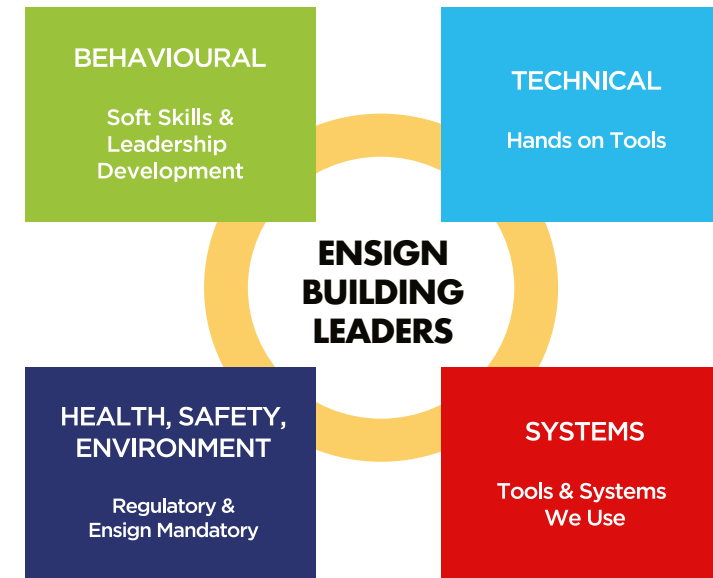 BEHAVIOURAL
Soft Skills &
Leadership
Development
TECHNICAL
Hands on Tools
ENSIGN
BUILDING
LEADERS
HEALTH, SAFETY,
ENVIRONMENT
Regulatory &
Ensign Mandatory
SYSTEMS
Tools & Systems
We Use